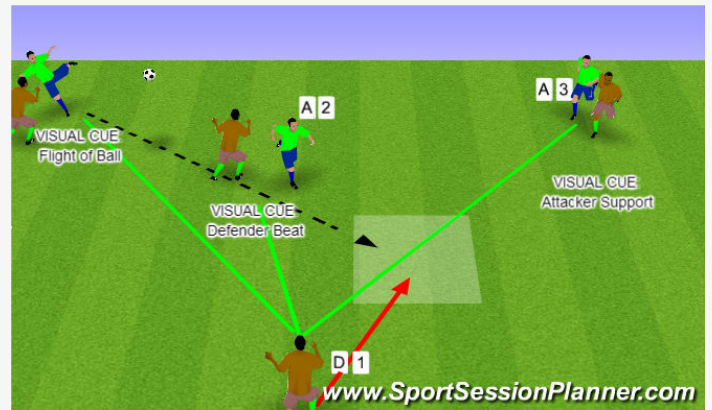 A 2
A 3
VISUAL CUE:
Flight of Ball
VISUAL CUE:
Defender Beat
VISUAL CUE:
Attacker Support
D 1
www.SportSessionPlanner.com